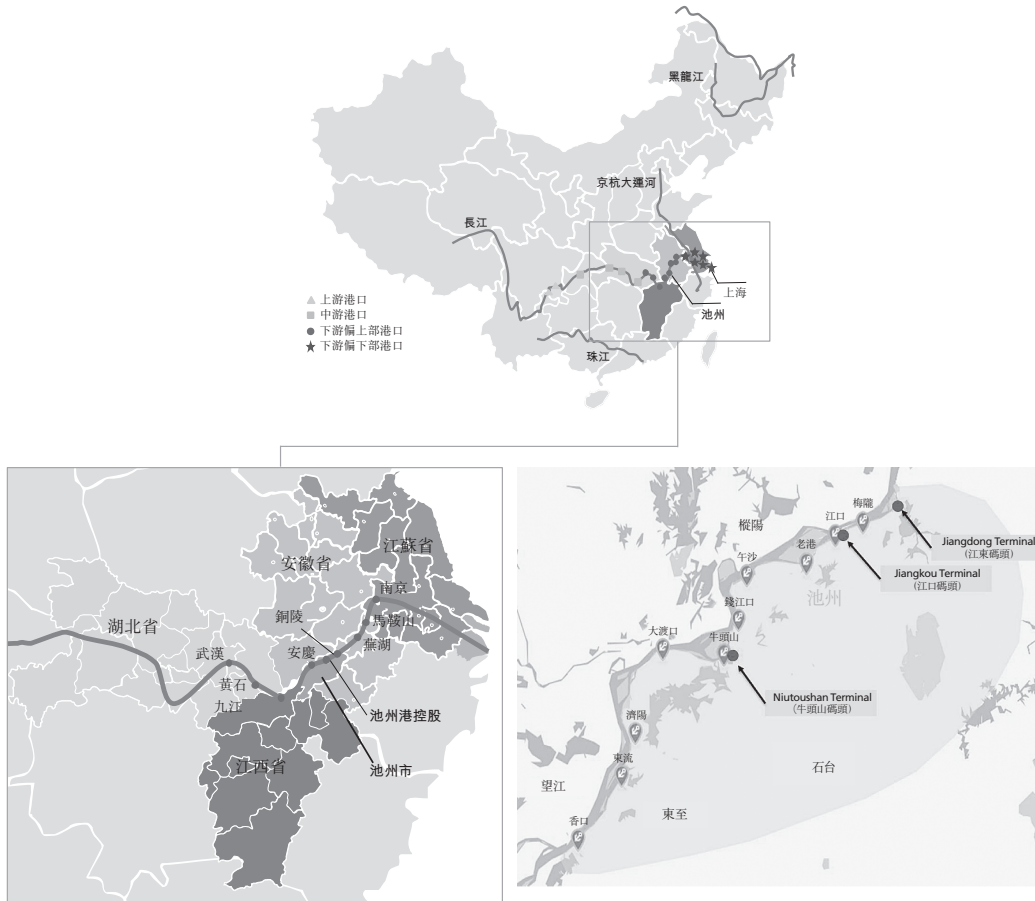 黑龍江
京杭大運河
長江
上海
池州
珠江
上游港口
中游港口
下游偏上部港口
下游偏下部港口
江蘇省
安徽省
南京
銅陵
馬鞍山
蕪湖
湖北省
武漢
安慶
黃石
九江
池州港控股
池州市
江西省
梅隴
江口
樅陽
老港
Jiangdong Terminal
(江東碼頭)
午沙
Jiangkou Terminal
(江口碼頭)
池州
錢江口
大渡口
牛頭山
Niutoushan Terminal
(牛頭山碼頭)
濟陽
東流
石台
望江
東至
香口